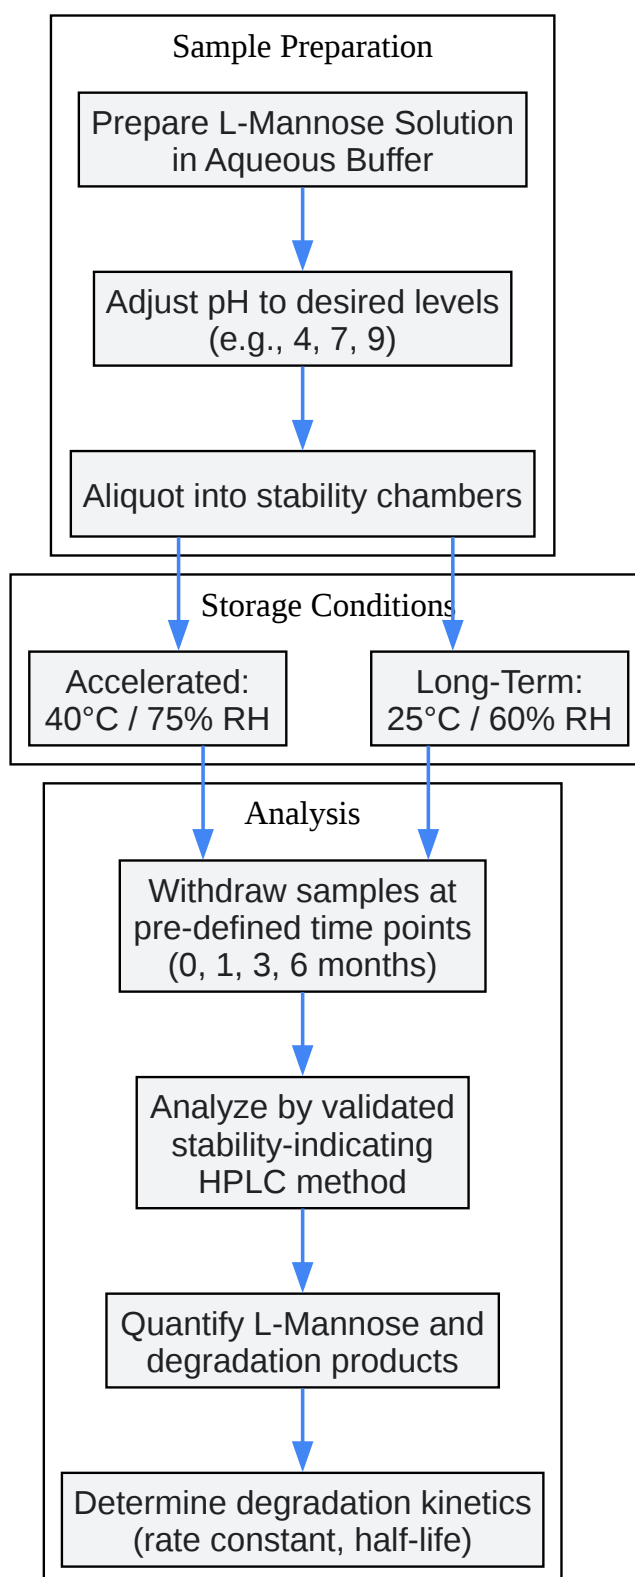 Sample Preparation
Prepare L-Mannose Solution
in Aqueous Buffer
Adjust pH to desired levels
(e.g., 4, 7, 9)
Aliquot into stability chambers
Storage Conditions
Accelerated:
40°C / 75% RH
Long-Term:
25°C / 60% RH
Analysis
Withdraw samples at
pre-defined time points
(0, 1, 3, 6 months)
Analyze by validated
stability-indicating
HPLC method
Quantify L-Mannose and
degradation products
Determine degradation kinetics
(rate constant, half-life)